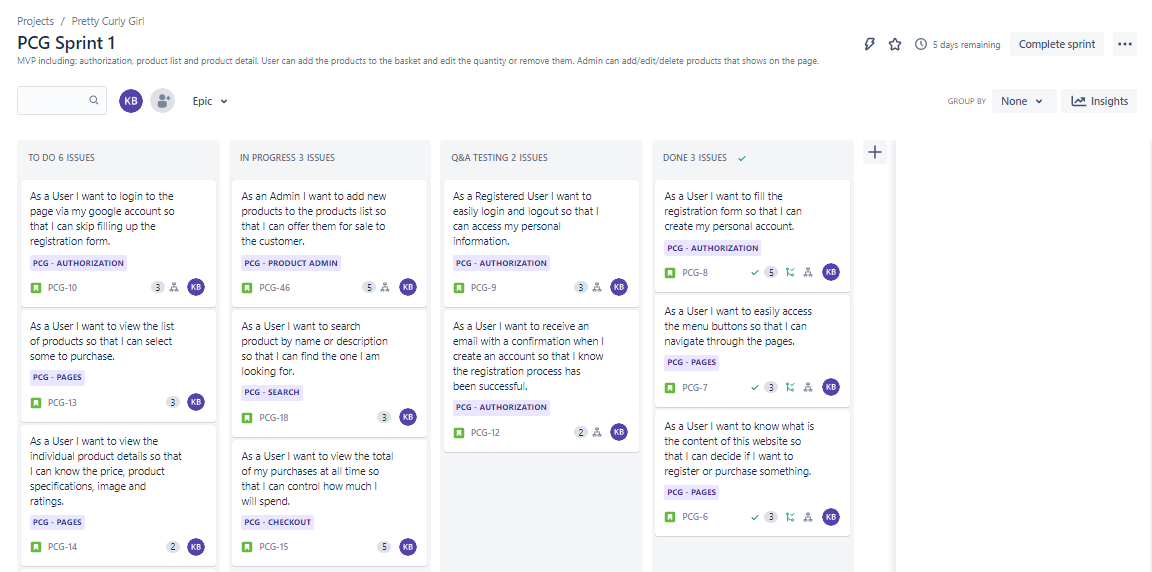 Projects / Pretty Curly Girl
PCG Sprint 1
5 days remaining
Complete sprint
MVP including: authorization, product list and product detail. User can add the products to the basket and edit the quantity or remove them. Admin can add/edit/delete products that shows on the page.
KB
Epic
GROUP BY
None
Insights
TO DO 6 ISSUES
As a User I want to login to the
page via my google account so
that I can skip filling up the
registration form.
PCG - AUTHORIZATION
PCG-10
3
KB
As a User I want to view the list
of products so that I can select
some to purchase.
PCG - PAGES
PCG-13
3
KB
As a User I want to view the
individual product details so that
I can know the price, product
specifications, image and
ratings.
PCG - PAGES
PCG-14
2
KB
IN PROGRESS 3 ISSUES
As an Admin I want to add new
products to the products list so
that I can offer them for sale to
the customer.
PCG - PRODUCT ADMIN
PCG-46
5
KB
As a User I want to search
product by name or description
so that I can find the one I am
looking for.
PCG - SEARCH
PCG-18
3
KB
As a User I want to view the total
of my purchases at all time so
that I can control how much I
will spend.
PCG - CHECKOUT
PCG-15
5
KB
Q&A TESTING 2 ISSUES
As a Registered User I want to
easily login and logout so that I
can access my personal
information.
PCG - AUTHORIZATION
PCG-9
3
KB
As a User I want to receive an
email with a confirmation when I
create an account so that I know
the registration process has
been successful.
PCG - AUTHORIZATION
PCG-12
2
KB
DONE 3 ISSUES
As a User I want to fill the
registration form so that I can
create my personal account.
PCG - AUTHORIZATION
PCG-8
5
KB
As a User I want to easily access
the menu buttons so that I can
navigate through the pages.
PCG - PAGES
PCG-7
3
KB
As a User I want to know what is
the content of this website so
that I can decide if I want to
register or purchase something.
PCG - PAGES
PCG-6
3
KB